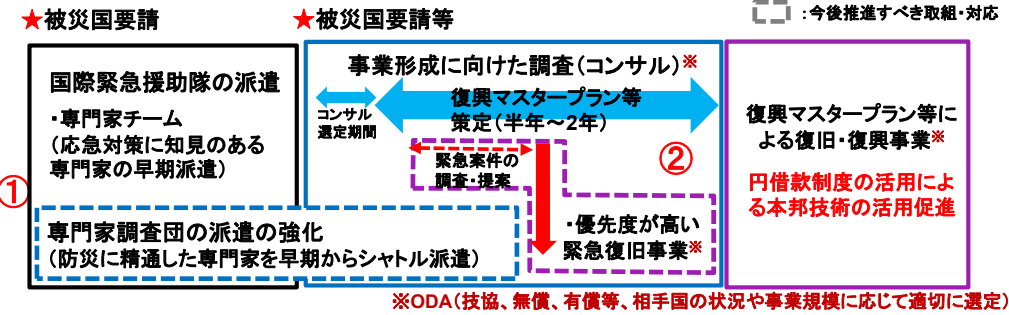 ★被災国要請
★被災国要請等
：今後推進すべき取組・対応
国際緊急援助隊の派遣
・専門家チーム
（応急対策に知見のある
専門家の早期派遣）
①
専門家調査団の派遣の強化
（防災に精通した専門家を早期からシャトル派遣）
事業形成に向けた調査（コンサル）※
コンサル
選定期間
復興マスタープラン等
策定（半年～2年）
緊急案件の
調査・提案
②
・優先度が高い
緊急復旧事業※
復興マスタープラン等に
よる復旧・復興事業※
円借款制度の活用によ
る本邦技術の活用促進
※ODA（技協、無償、有償等、相手国の状況や事業規模に応じて適切に選定）